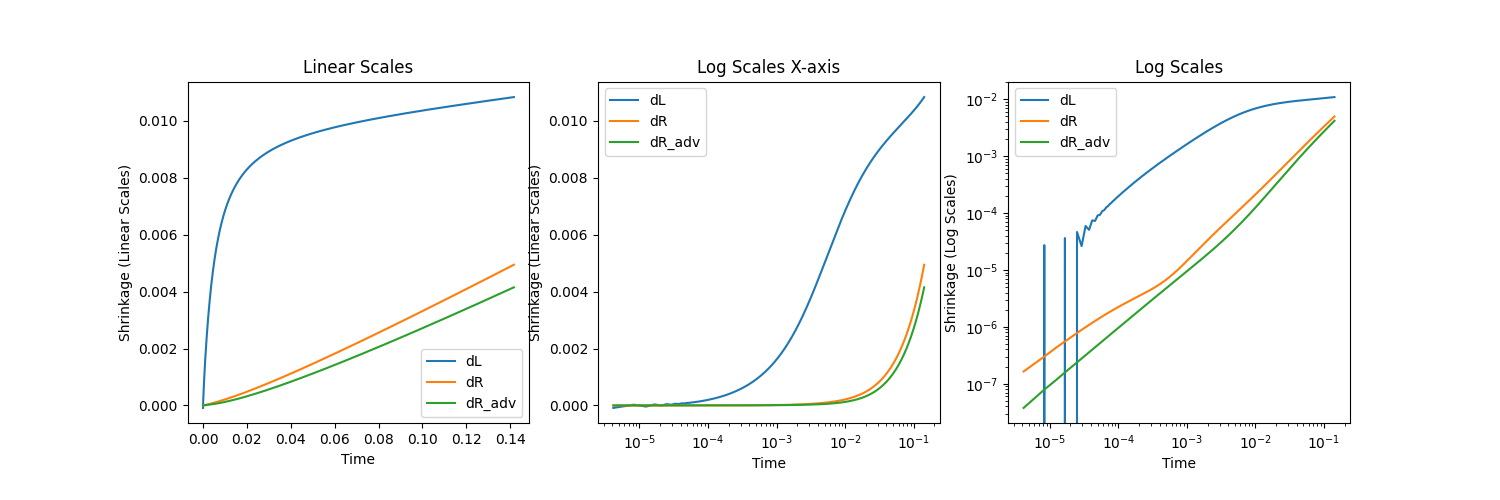 Linear Scales
Shrinkage (Linear Scales)
0.010
0.008
0.006
0.004
0.002
0.000
0.00 0.02 0.04 0.06 0.08 0.10 0.12 0.14
Time
dL
dR
dR_adv
Log Scales X-axis
Shrinkage (Linear Scales)
0.010
0.008
0.006
0.004
0.002
0.000
10⁻⁵ 10⁻⁴ 10⁻³ 10⁻² 10⁻¹
Time
dL
dR
dR_adv
Log Scales
Shrinkage (Log Scales)
10⁻²
10⁻³
10⁻⁴
10⁻⁵
10⁻⁶
10⁻⁷
10⁻⁵ 10⁻⁴ 10⁻³ 10⁻² 10⁻¹
Time
dL
dR
dR_adv